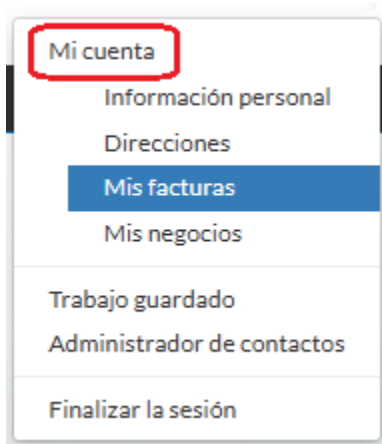 Mi cuenta
Información personal
Direcciones
Mis facturas
Mis negocios
Trabajo guardado
Administrador de contactos
Finalizar la sesión